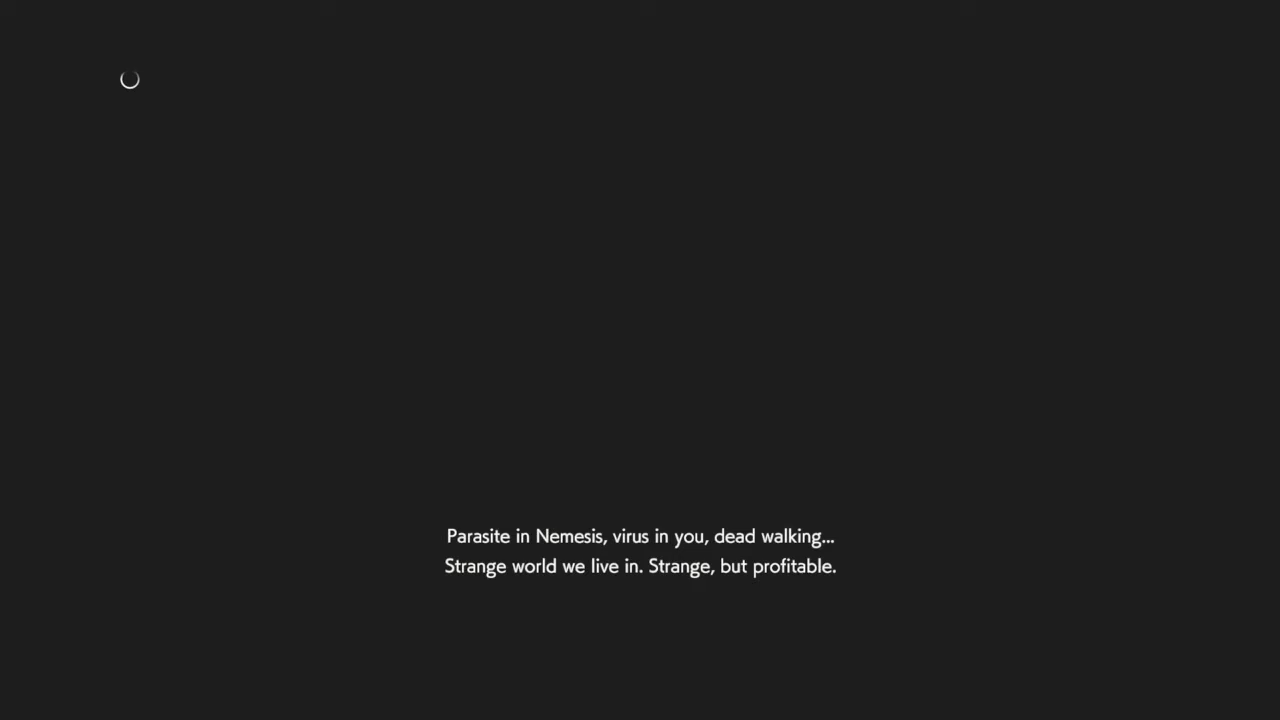 Parasite in Nemesis, virus in you, dead walking...
Strange world we live in. Strange, but profitable.